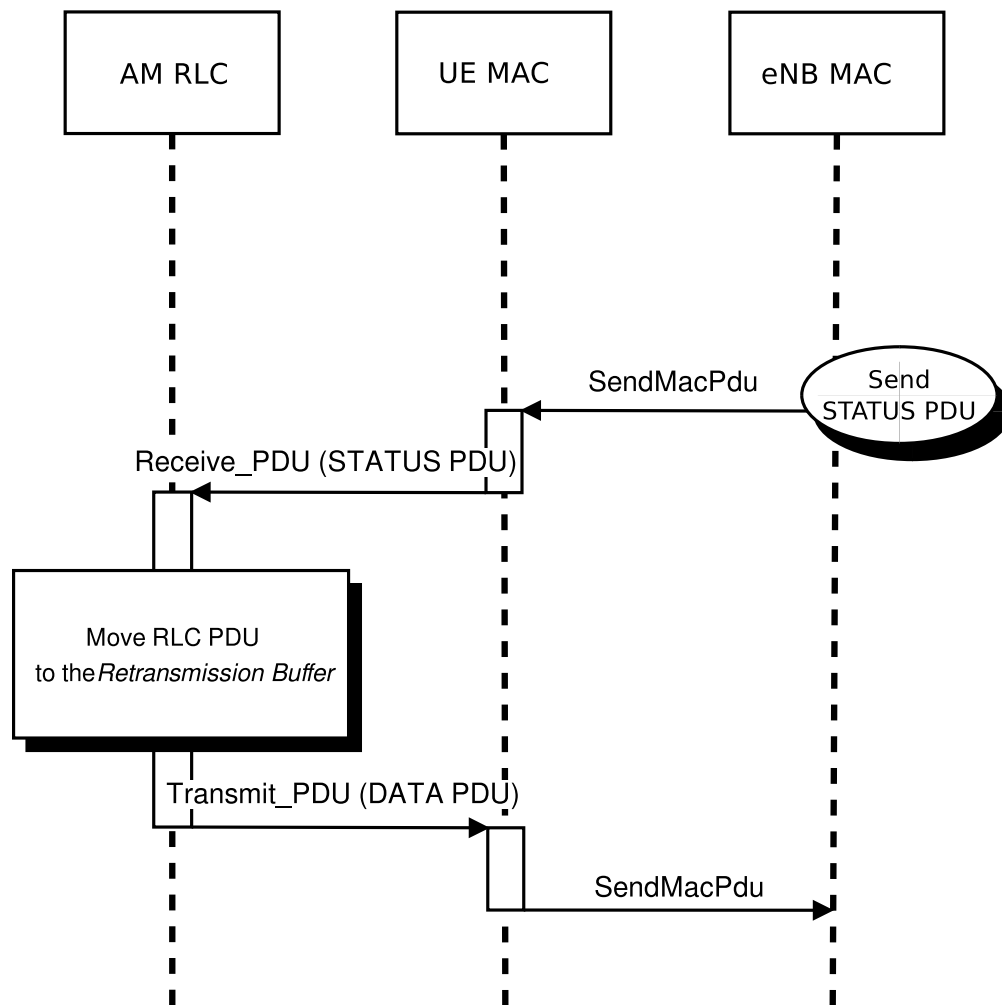 AM RLC
UE MAC
eNB MAC
SendMacPdu
Send
STATUS PDU
Receive_PDU (STATUS PDU)
Move RLC PDU
to the Retransmission Buffer
Transmit_PDU (DATA PDU)
SendMacPdu